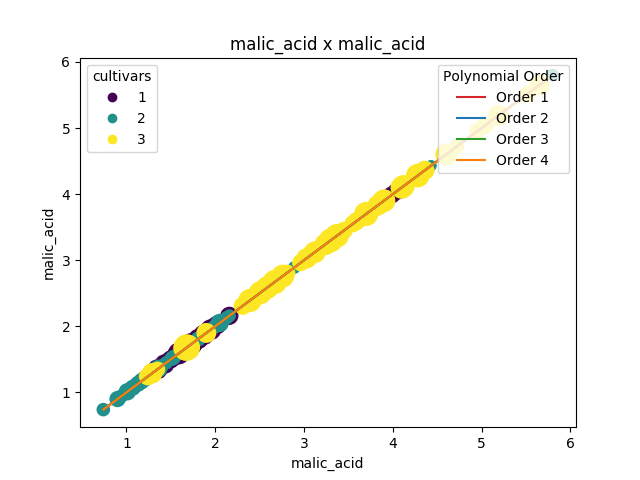 malic_acid x malic_acid
cultivars
1
2
3
Polynomial Order
Order 1
Order 2
Order 3
Order 4
6
5
4
3
2
1
malic_acid
1 2 3 4 5 6
malic_acid